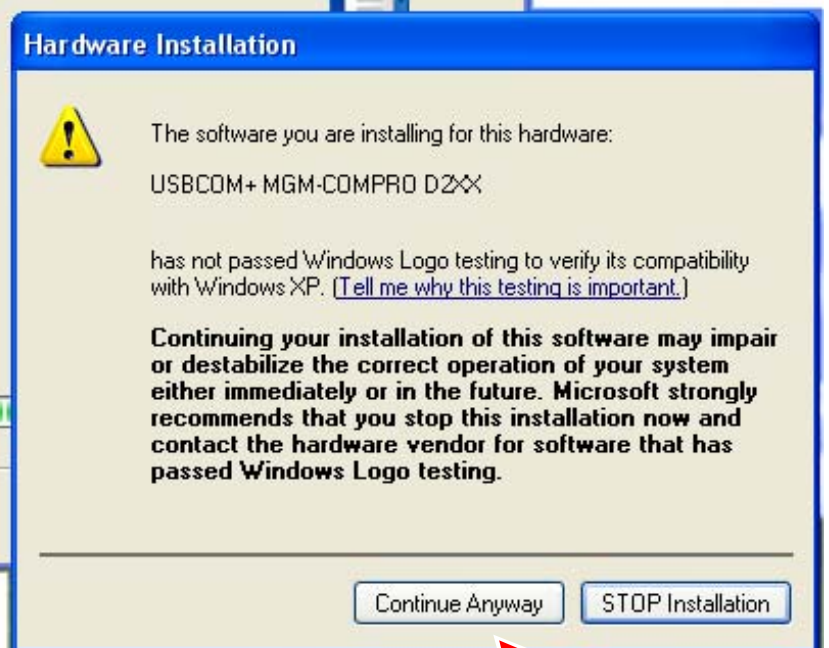 Hardware Installation
The software you are installing for this hardware:
USBCOM+ MGM-COMPRO D2XX
has not passed Windows Logo testing to verify its compatibility
with Windows XP. (Tell me why this testing is important.)
Continuing your installation of this software may impair
or destabilize the correct operation of your system
either immediately or in the future. Microsoft strongly
recommends that you stop this installation now and
contact the hardware vendor for software that has
passed Windows Logo testing.
Continue Anyway
STOP Installation